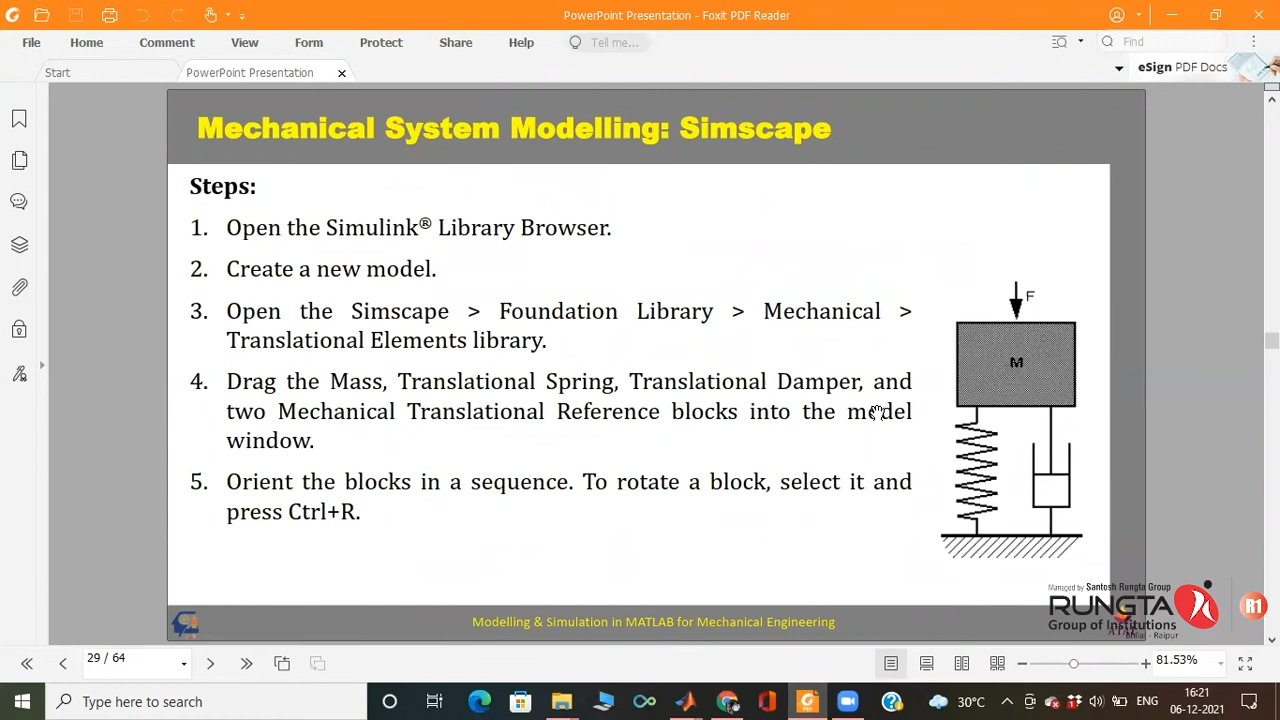 PowerPoint Presentation - Foxit PDF Reader
File Home Comment View Form Protect Share Help Tell me... Find
Start PowerPoint Presentation eSign PDF Docs
Mechanical System Modelling: Simscape
Steps:
1. Open the Simulink® Library Browser.
2. Create a new model.
3. Open the Simscape > Foundation Library > Mechanical >
Translational Elements library.
4. Drag the Mass, Translational Spring, Translational Damper, and
two Mechanical Translational Reference blocks into the model
window.
5. Orient the blocks in a sequence. To rotate a block, select it and
press Ctrl+R.
F
M
Managed by Santosh Rungta Group
RUNGTA
Group of Institutions
Bhilai - Raipur
R1
Modelling & Simulation in MATLAB for Mechanical Engineering
29 / 64
81.53%
Type here to search
30°C
ENG
16:21
06-12-2021